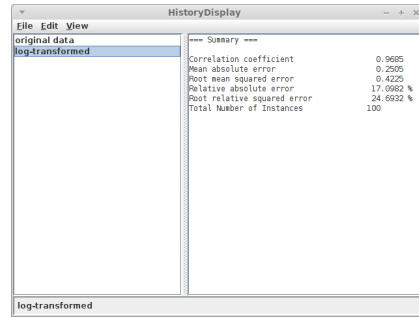 HistoryDisplay
File Edit View
original data
log-transformed
=== Summary ===
Correlation coefficient 0.9685
Mean absolute error 0.2505
Root mean squared error 0.4225
Relative absolute error 17.0982 %
Root relative squared error 24.6932 %
Total Number of Instances 100
log-transformed